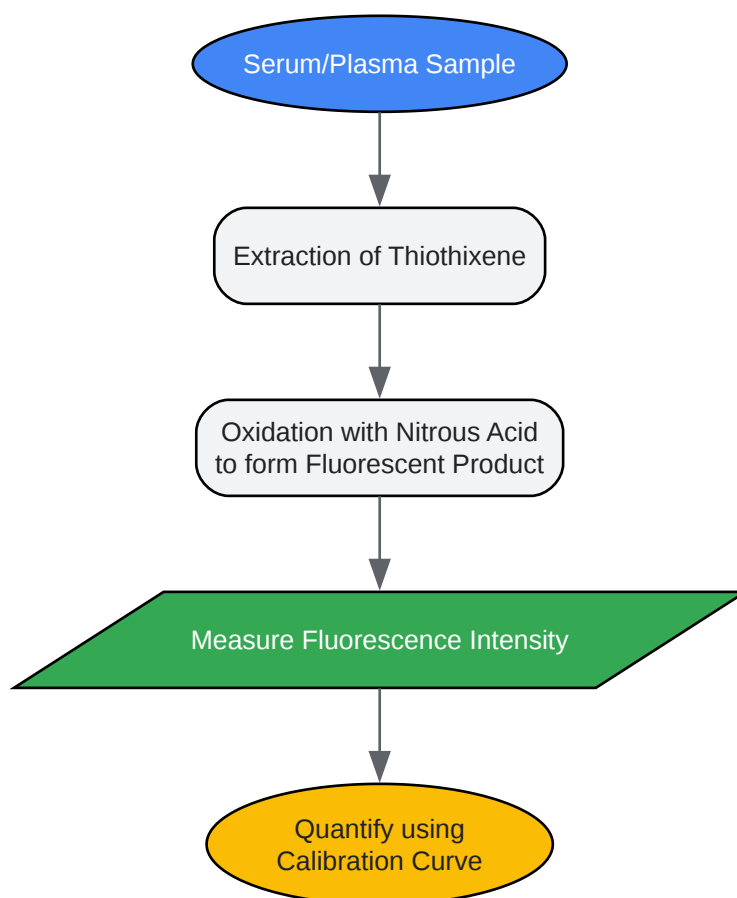 Serum/Plasma Sample
Extraction of Thiothixene
Oxidation with Nitrous Acid
to form Fluorescent Product
Measure Fluorescence Intensity
Quantify using
Calibration Curve